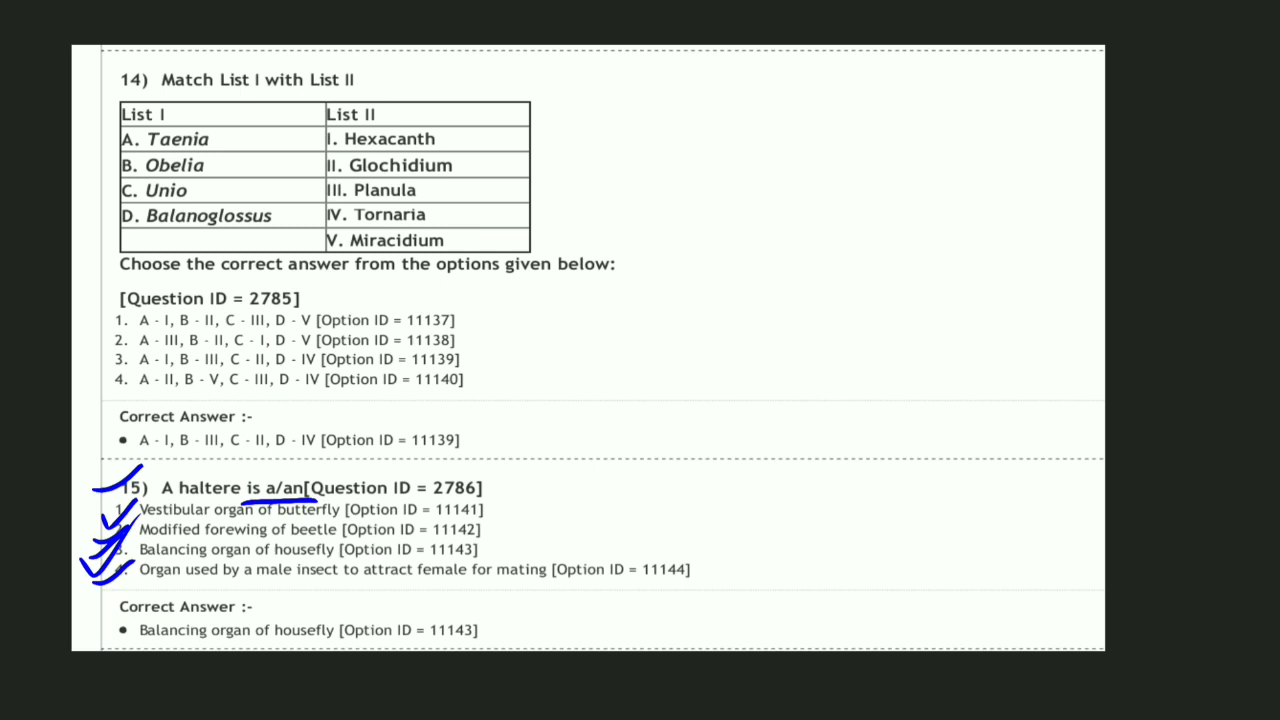 14) Match List I with List II
List I List II
A. Taenia I. Hexacanth
B. Obelia II. Glochidium
C. Unio III. Planula
D. Balanoglossus IV. Tornaria
V. Miracidium
Choose the correct answer from the options given below:
[Question ID = 2785]
1. A - I, B - II, C - III, D - V [Option ID = 11137]
2. A - III, B - II, C - I, D - V [Option ID = 11138]
3. A - I, B - III, C - II, D - IV [Option ID = 11139]
4. A - II, B - V, C - III, D - IV [Option ID = 11140]
Correct Answer :-
• A - I, B - III, C - II, D - IV [Option ID = 11139]
15) A haltere is a/an[Question ID = 2786]
1. Vestibular organ of butterfly [Option ID = 11141]
2. Modified forewing of beetle [Option ID = 11142]
3. Balancing organ of housefly [Option ID = 11143]
4. Organ used by a male insect to attract female for mating [Option ID = 11144]
Correct Answer :-
• Balancing organ of housefly [Option ID = 11143]